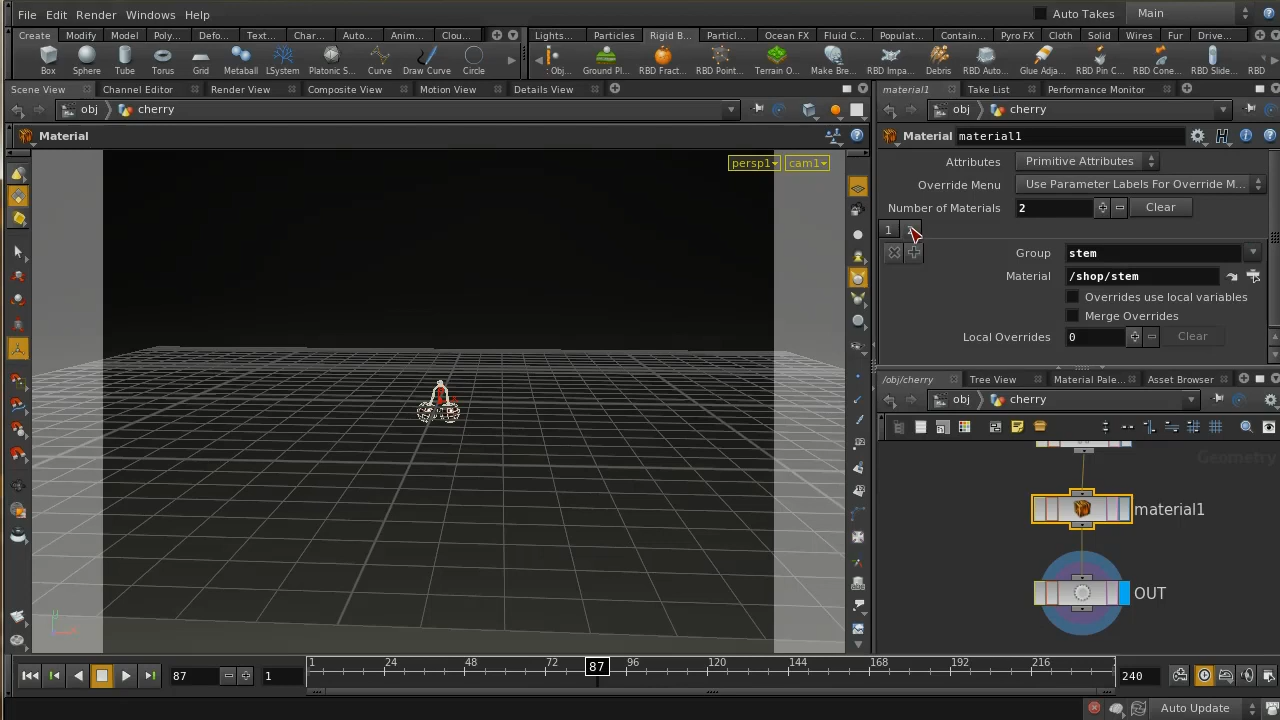 File Edit Render Windows Help Auto Takes Main
Create Modify Model Poly... Defo... Text... Char... Auto... Anim... Clou... Lights... Particles Rigid B... Particl... Ocean FX Fluid C... Populat... Contain... Pyro FX Cloth Solid Wires Fur Drive...
Box Sphere Tube Torus Grid Metaball LSystem Platonic S... Curve Draw Curve Circle : Obj... Ground Pl... RBD Fract... RBD Point... Terrain O... Make Bre... RBD Impa... Debris RBD Auto... Glue Adja... RBD Pin C... RBD Cone... RBD Slide... RBD
Scene View Channel Editor Render View Composite View Motion View Details View material1 Take List Performance Monitor
obj cherry obj cherry
Material Material material1
persp1 cam1
Attributes Primitive Attributes
Override Menu Use Parameter Labels For Override M...
Number of Materials 2 Clear
1 2
Group stem
Material /shop/stem
Overrides use local variables
Merge Overrides
Local Overrides 0 Clear
/obj/cherry Tree View Material Pale... Asset Browser
obj cherry
Geometry
material1
OUT
87 1 1 24 48 72 87 96 120 144 168 192 216 240
Auto Update